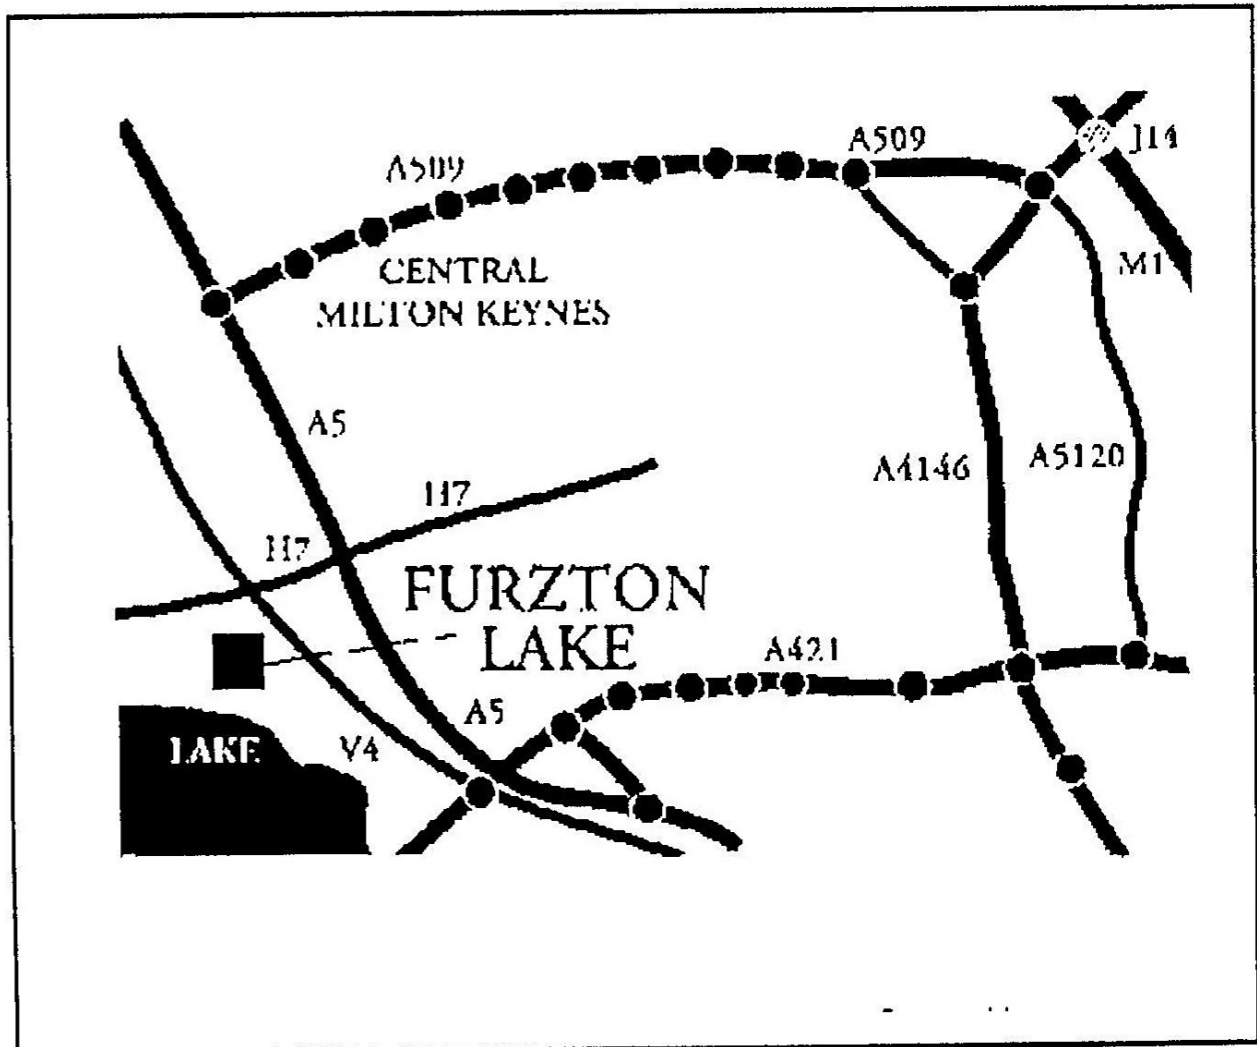 A509
J14
A509
M1
CENTRAL
MILTON KEYNES
A5
A4146
A5120
H7
H7
FURZTON
LAKE
A421
A5
LAKE
V4